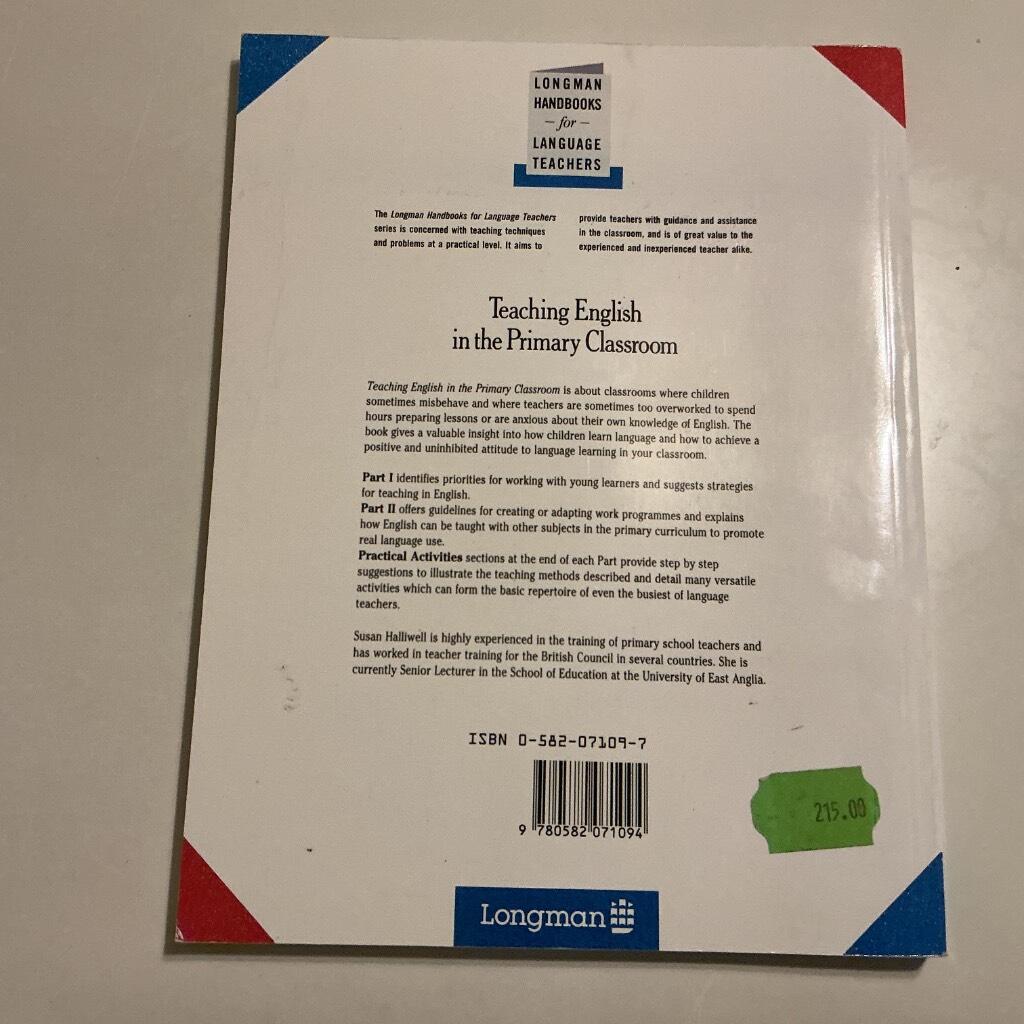 LONGMAN
HANDBOOKS
– for –
LANGUAGE
TEACHERS
The Longman Handbooks for Language Teachers
series is concerned with teaching techniques
and problems at a practical level. It aims to
provide teachers with guidance and assistance
in the classroom, and is of great value to the
experienced and inexperienced teacher alike.
Teaching English
in the Primary Classroom
Teaching English in the Primary Classroom is about classrooms where children
sometimes misbehave and where teachers are sometimes too overworked to spend
hours preparing lessons or are anxious about their own knowledge of English. The
book gives a valuable insight into how children learn language and how to achieve a
positive and uninhibited attitude to language learning in your classroom.
Part I identifies priorities for working with young learners and suggests strategies
for teaching in English.
Part II offers guidelines for creating or adapting work programmes and explains
how English can be taught with other subjects in the primary curriculum to promote
real language use.
Practical Activities sections at the end of each Part provide step by step
suggestions to illustrate the teaching methods described and detail many versatile
activities which can form the basic repertoire of even the busiest of language
teachers.
Susan Halliwell is highly experienced in the training of primary school teachers and
has worked in teacher training for the British Council in several countries. She is
currently Senior Lecturer in the School of Education at the University of East Anglia.
ISBN 0-582-07109-7
9 780582 071094
215.00
Longman